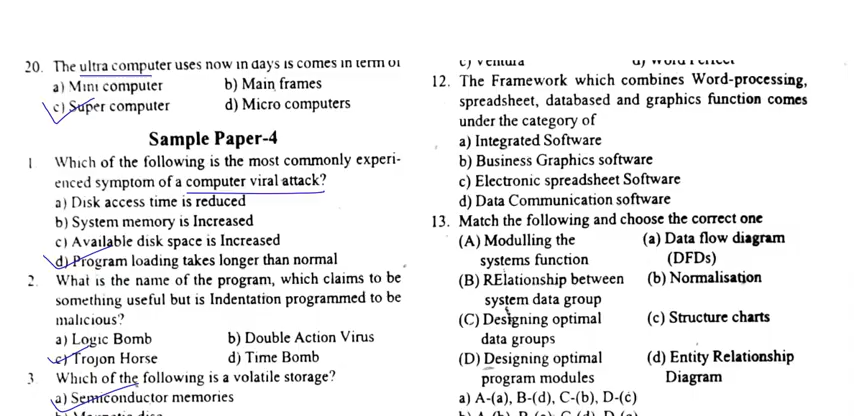 20. The ultra computer uses now in days is comes in term of
a) Mini computer b) Main frames
c) Super computer d) Micro computers
Sample Paper-4
1 Which of the following is the most commonly experi-
enced symptom of a computer viral attack?
a) Disk access time is reduced
b) System memory is Increased
c) Available disk space is Increased
d) Program loading takes longer than normal
2. What is the name of the program, which claims to be
something useful but is Indentation programmed to be
malicious?
a) Logic Bomb b) Double Action Virus
c) Trojon Horse d) Time Bomb
3 Which of the following is a volatile storage?
a) Semiconductor memories
c) Ventura d) Word Perfect
12. The Framework which combines Word-processing,
spreadsheet, databased and graphics function comes
under the category of
a) Integrated Software
b) Business Graphics software
c) Electronic spreadsheet Software
d) Data Communication software
13. Match the following and choose the correct one
(A) Modulling the (a) Data flow diagram
systems function (DFDs)
(B) RElationship between (b) Normalisation
system data group
(C) Designing optimal (c) Structure charts
data groups
(D) Designing optimal (d) Entity Relationship
program modules Diagram
a) A-(a), B-(d), C-(b), D-(c)